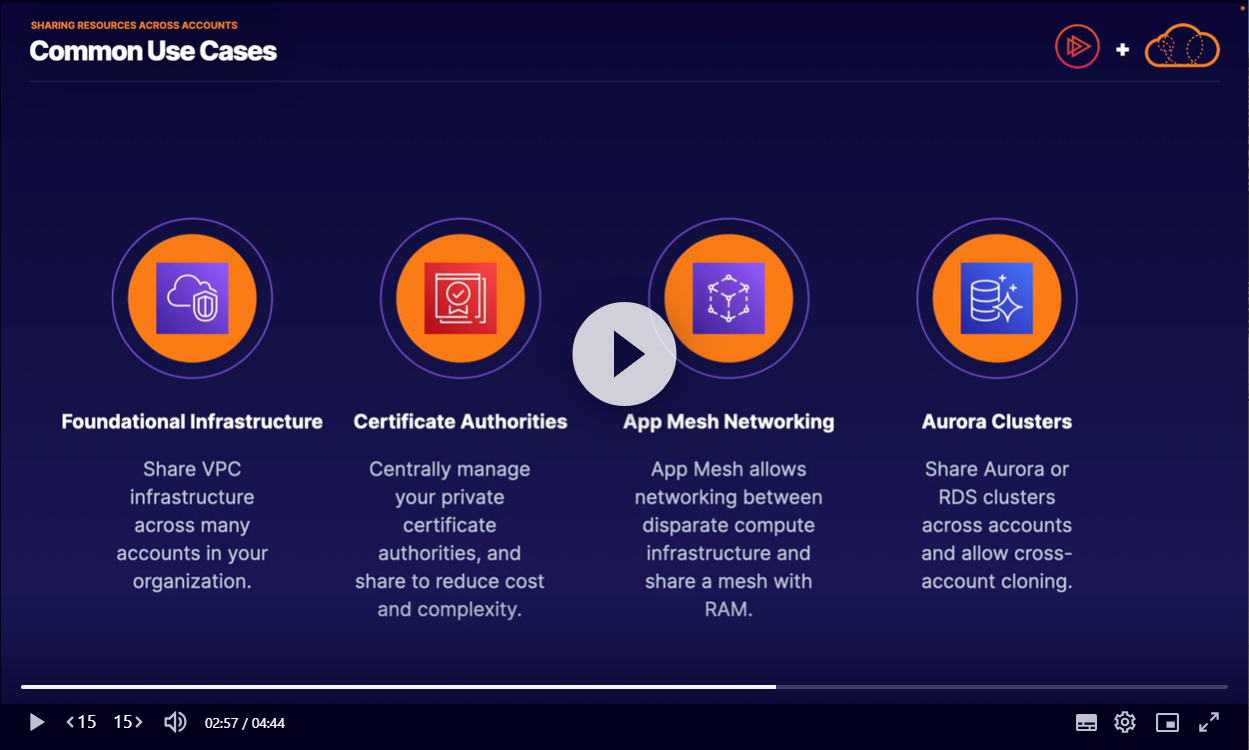 SHARING RESOURCES ACROSS ACCOUNTS
Common Use Cases
+
Foundational Infrastructure
Share VPC
infrastructure
across many
accounts in your
organization.
Certificate Authorities
Centrally manage
your private
certificate
authorities, and
share to reduce cost
and complexity.
App Mesh Networking
App Mesh allows
networking between
disparate compute
infrastructure and
share a mesh with
RAM.
Aurora Clusters
Share Aurora or
RDS clusters
across accounts
and allow cross-
account cloning.
<15 15> 02:57 / 04:44